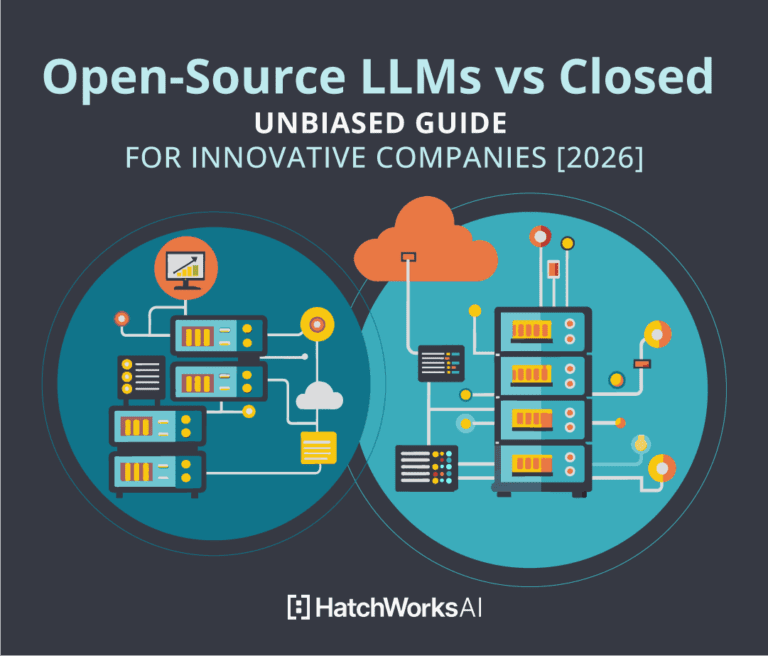 Open-Source LLMs vs Closed
UNBIASED GUIDE
FOR INNOVATIVE COMPANIES [2026]
HatchWorksAI